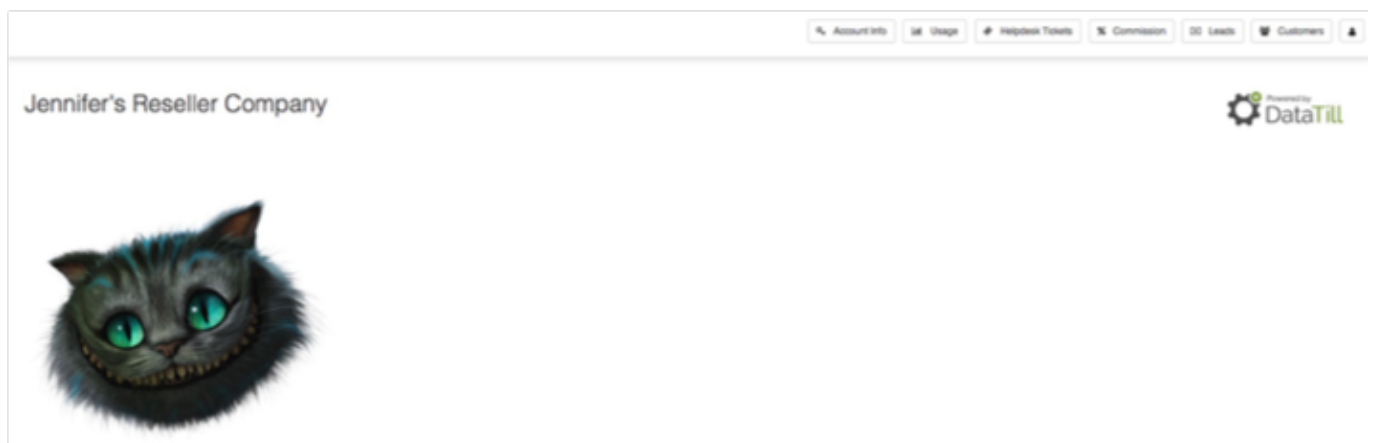 Account Info Usage Helpdesk Tickets Commission Leads Customers
Jennifer's Reseller Company
Powered by
DataTill